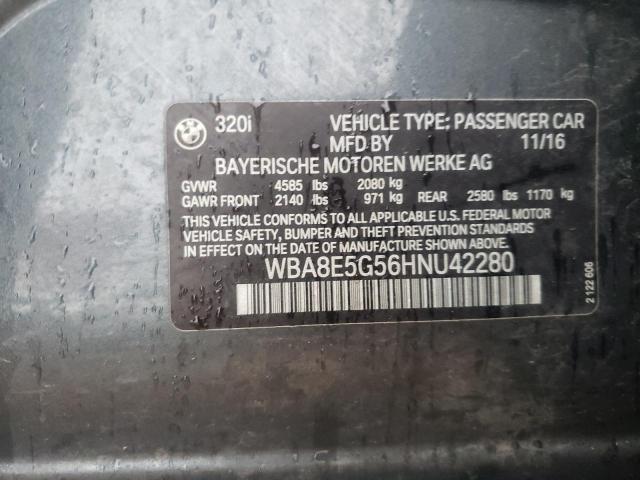 320i VEHICLE TYPE: PASSENGER CAR
MFD BY 11/16
BAYERISCHE MOTOREN WERKE AG
GVWR 4585 lbs 2080 kg
GAWR FRONT 2140 lbs 971 kg REAR 2580 lbs 1170 kg
THIS VEHICLE CONFORMS TO ALL APPLICABLE U.S. FEDERAL MOTOR
VEHICLE SAFETY, BUMPER AND THEFT PREVENTION STANDARDS
IN EFFECT ON THE DATE OF MANUFACTURE SHOWN ABOVE.
WBA8E5G56HNU42280
2 122 606